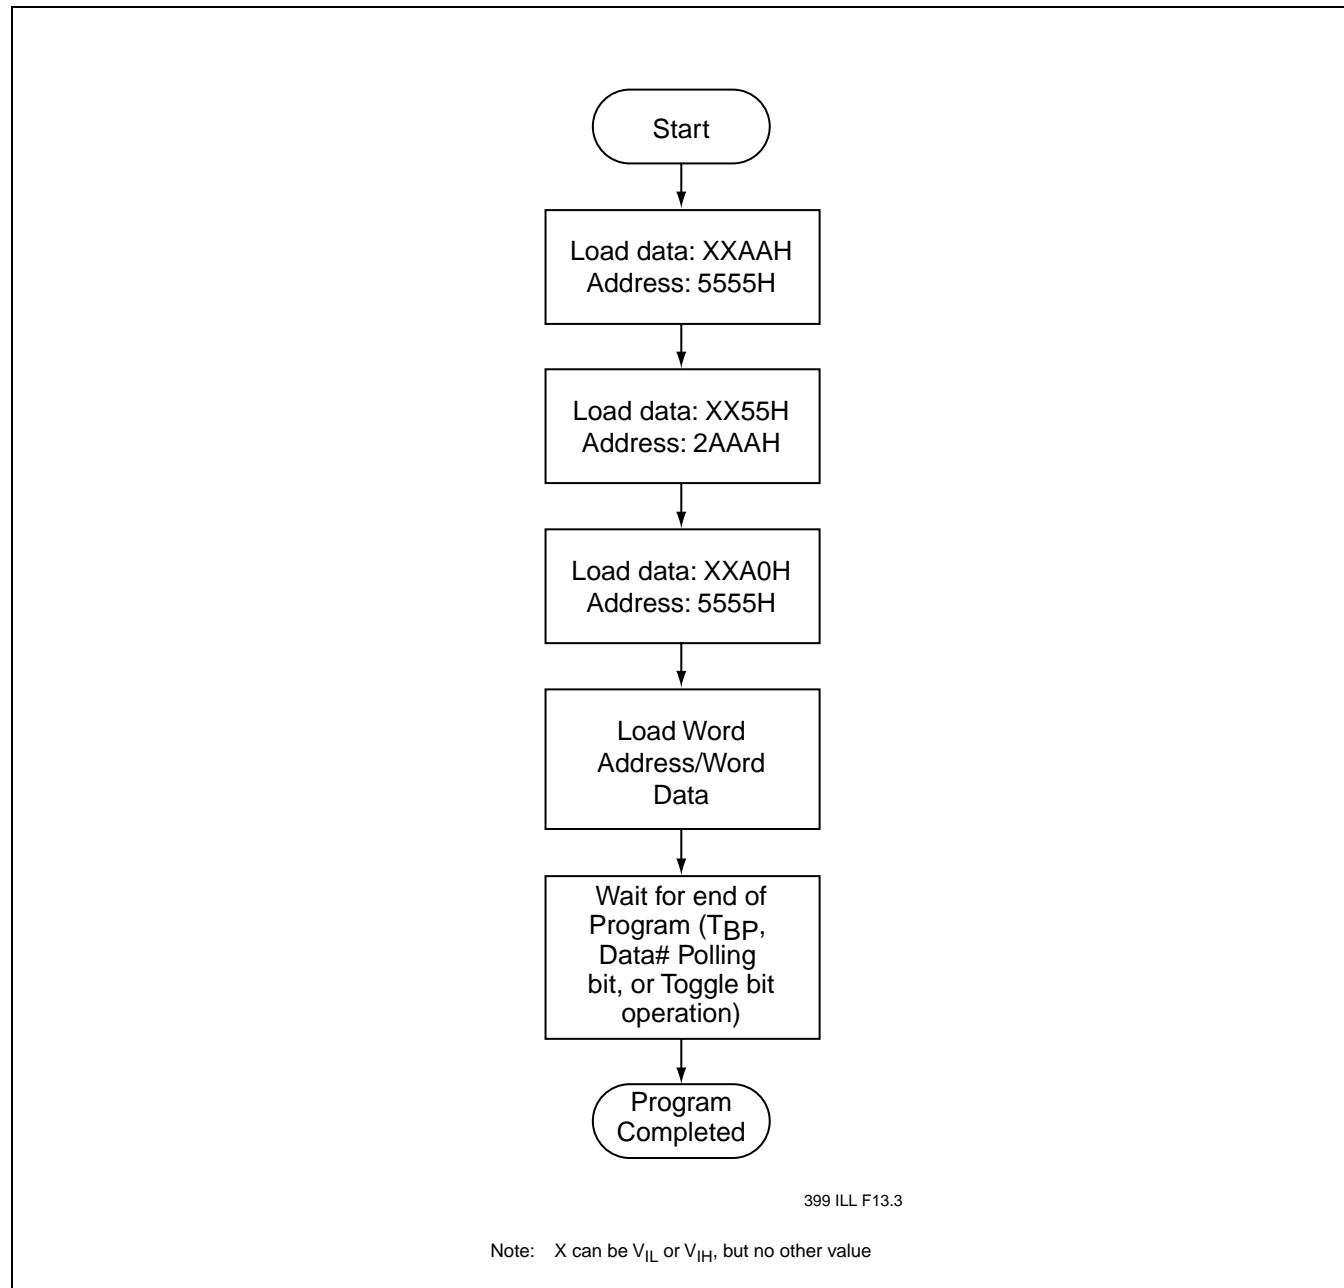 Start
Load data: XXAAH
Address: 5555H
Load data: XX55H
Address: 2AAAH
Load data: XXA0H
Address: 5555H
Load Word
Address/Word
Data
Wait for end of
Program (TBP,
Data# Polling
bit, or Toggle bit
operation)
Program
Completed
399 ILL F13.3
Note: X can be VIL or VIH, but no other value